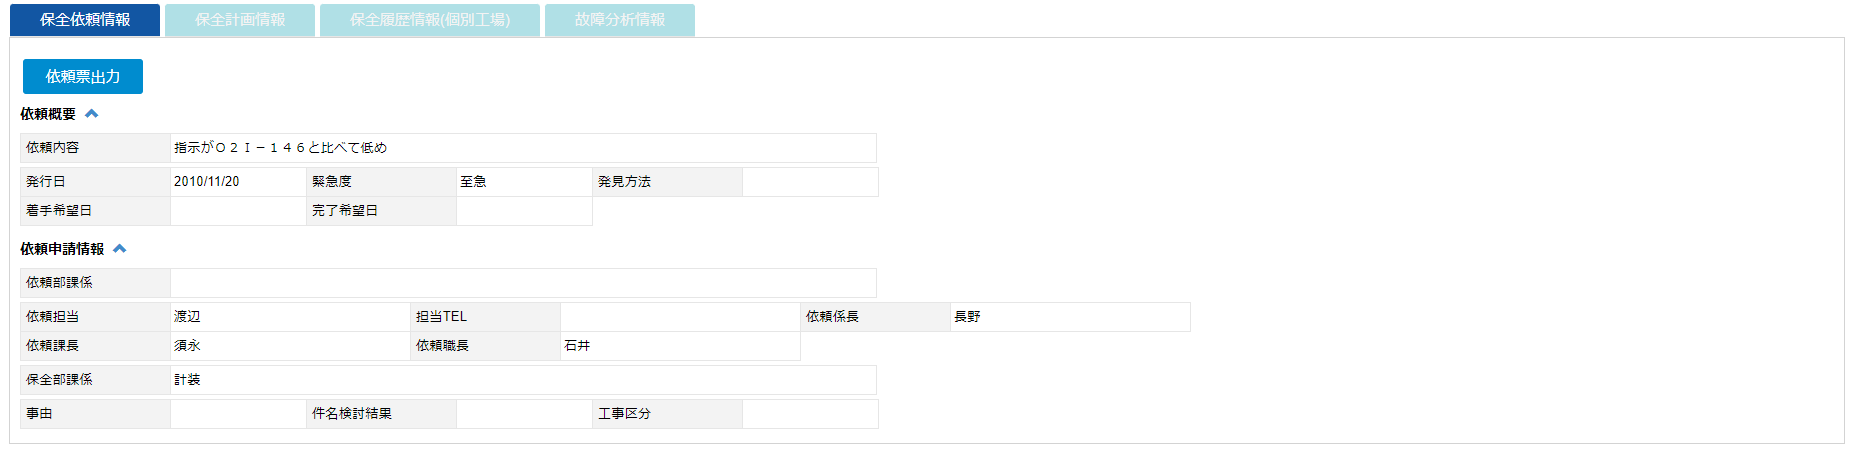 保全依頼情報 保全計画情報 保全履歴情報(個別工場) 故障分析情報
依頼票出力
依頼概要
依頼内容 指示がＯ２Ｉ－１４６と比べて低め
発行日 2010/11/20 緊急度 至急 発見方法
着手希望日 完了希望日
依頼申請情報
依頼部課係
依頼担当 渡辺 担当TEL 依頼係長 長野
依頼課長 須永 依頼職長 石井
保全部課係 計装
事由 件名検討結果 工事区分